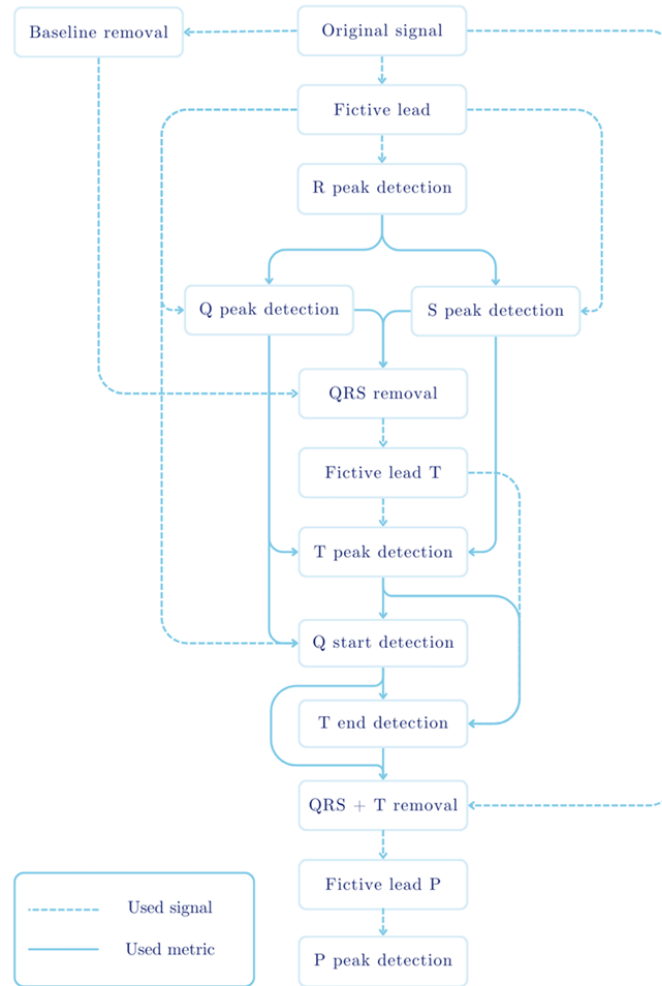 Baseline removal
Original signal
Fictive lead
R peak detection
Q peak detection
S peak detection
QRS removal
Fictive lead T
T peak detection
Q start detection
T end detection
QRS + T removal
Fictive lead P
P peak detection
Used signal
Used metric